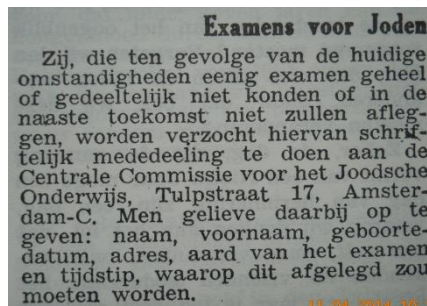 Examens voor Joden
Zij, die ten gevolge van de huidige
omstandigheden eenig examen geheel
of gedeeltelijk niet konden of in de
naaste toekomst niet zullen afleg-
gen, worden verzocht hiervan schrif-
telijk mededeeling te doen aan de
Centrale Commissie voor het Joodsche
Onderwijs, Tulpstraat 17, Amster-
dam-C. Men gelieve daarbij op te
geven: naam, voornaam, geboorte-
datum, adres, aard van het examen
en tijdstip, waarop dit afgelegd zou
moeten worden.